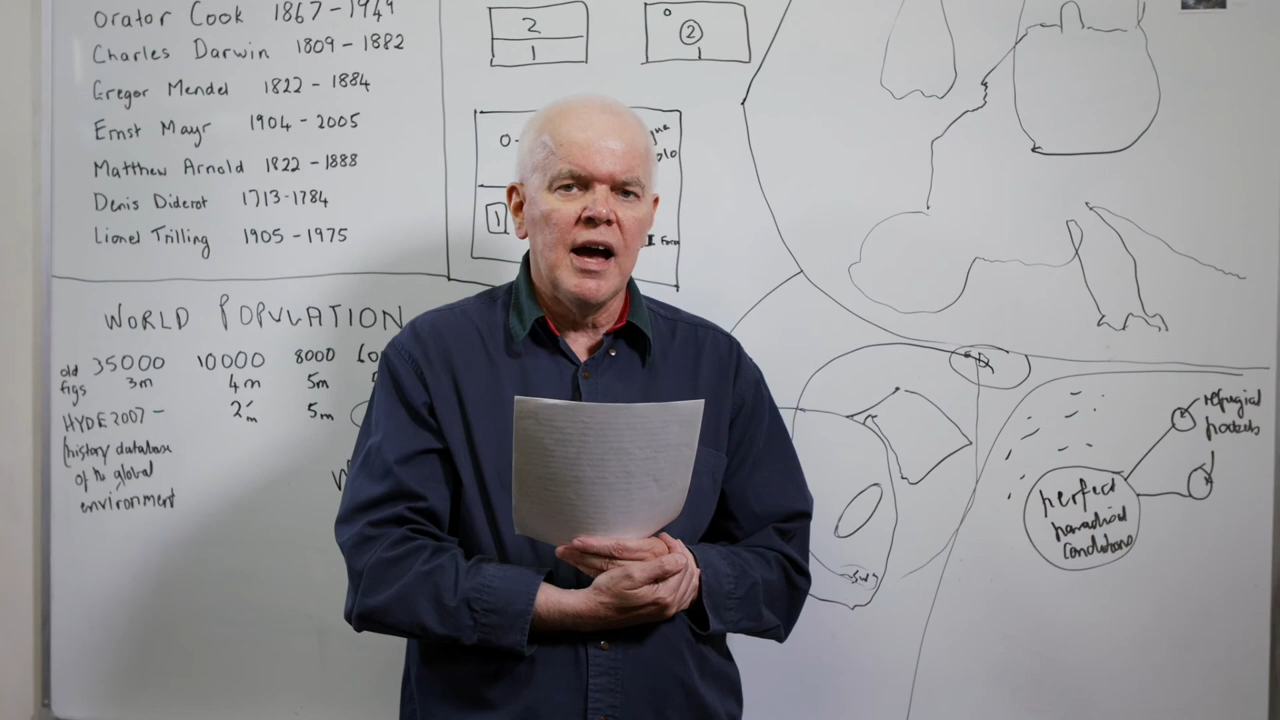 Orator Cook 1867 – 1949
Charles Darwin 1809 – 1882
Gregor Mendel 1822 – 1884
Ernst Mayr 1904 – 2005
Matthew Arnold 1822 – 1888
Denis Diderot 1713-1784
Lionel Trilling 1905 – 1975
2
1
2
1
0-
1
Form
WORLD POPULATION
old figs
35000 10000 8000
3m 4m 5m
HYDE 2007 – 2m 5m
(history database
of the global
environment
refugial
pockets
perfect
conditions